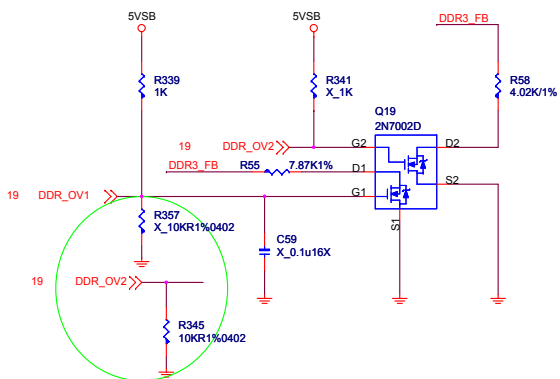 5VSB
5VSB
DDR3_FB
R339
1K
R341
X_1K
R58
4.02K/1%
Q19
2N7002D
19 DDR_OV2
G2
D2
DDR3_FB
R55
7.87K1%
D1
S2
19 DDR_OV1
G1
R357
X_10KR1%0402
S1
C59
X_0.1u16X
19 DDR_OV2
R345
10KR1%0402